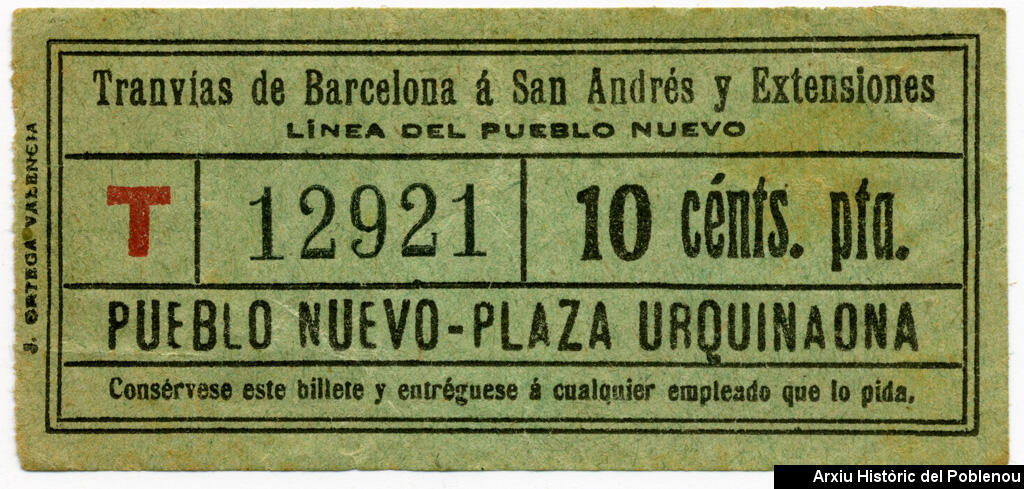 Tranvías de Barcelona á San Andrés y Extensiones
LÍNEA DEL PUEBLO NUEVO
T 12921 10 cénts. pta.
PUEBLO NUEVO-PLAZA URQUINAONA
Consérvese este billete y entréguese á cualquier empleado que lo pida.
J. ORTEGA VALENCIA
Arxiu Històric del Poblenou